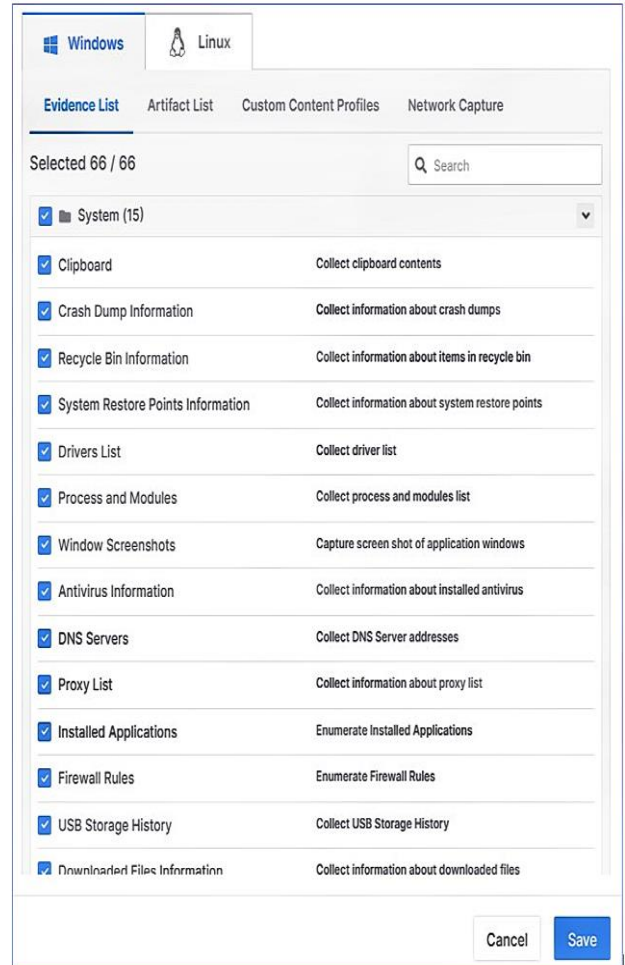 Windows
Linux
Evidence List Artifact List Custom Content Profiles Network Capture
Selected 66 / 66
Search
System (15)
Clipboard Collect clipboard contents
Crash Dump Information Collect information about crash dumps
Recycle Bin Information Collect information about items in recycle bin
System Restore Points Information Collect information about system restore points
Drivers List Collect driver list
Process and Modules Collect process and modules list
Window Screenshots Capture screen shot of application windows
Antivirus Information Collect information about installed antivirus
DNS Servers Collect DNS Server addresses
Proxy List Collect information about proxy list
Installed Applications Enumerate Installed Applications
Firewall Rules Enumerate Firewall Rules
USB Storage History Collect USB Storage History
Downloaded Files Information Collect information about downloaded files
Cancel Save